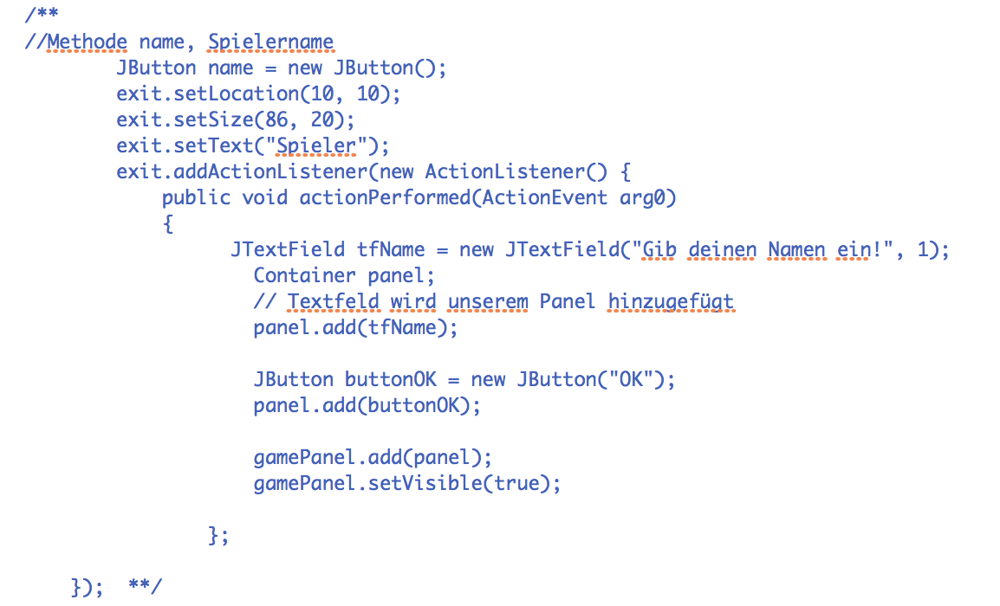 /**
//Methode name, Spielername
JButton name = new JButton();
exit.setLocation(10, 10);
exit.setSize(86, 20);
exit.setText("Spieler");
exit.addActionListener(new ActionListener() {
public void actionPerformed(ActionEvent arg0)
{
JTextField tfName = new JTextField("Gib deinen Namen ein!", 1);
Container panel;
// Textfeld wird unserem Panel hinzugefügt
panel.add(tfName);
JButton buttonOK = new JButton("OK");
panel.add(buttonOK);
gamePanel.add(panel);
gamePanel.setVisible(true);
};
}); **/